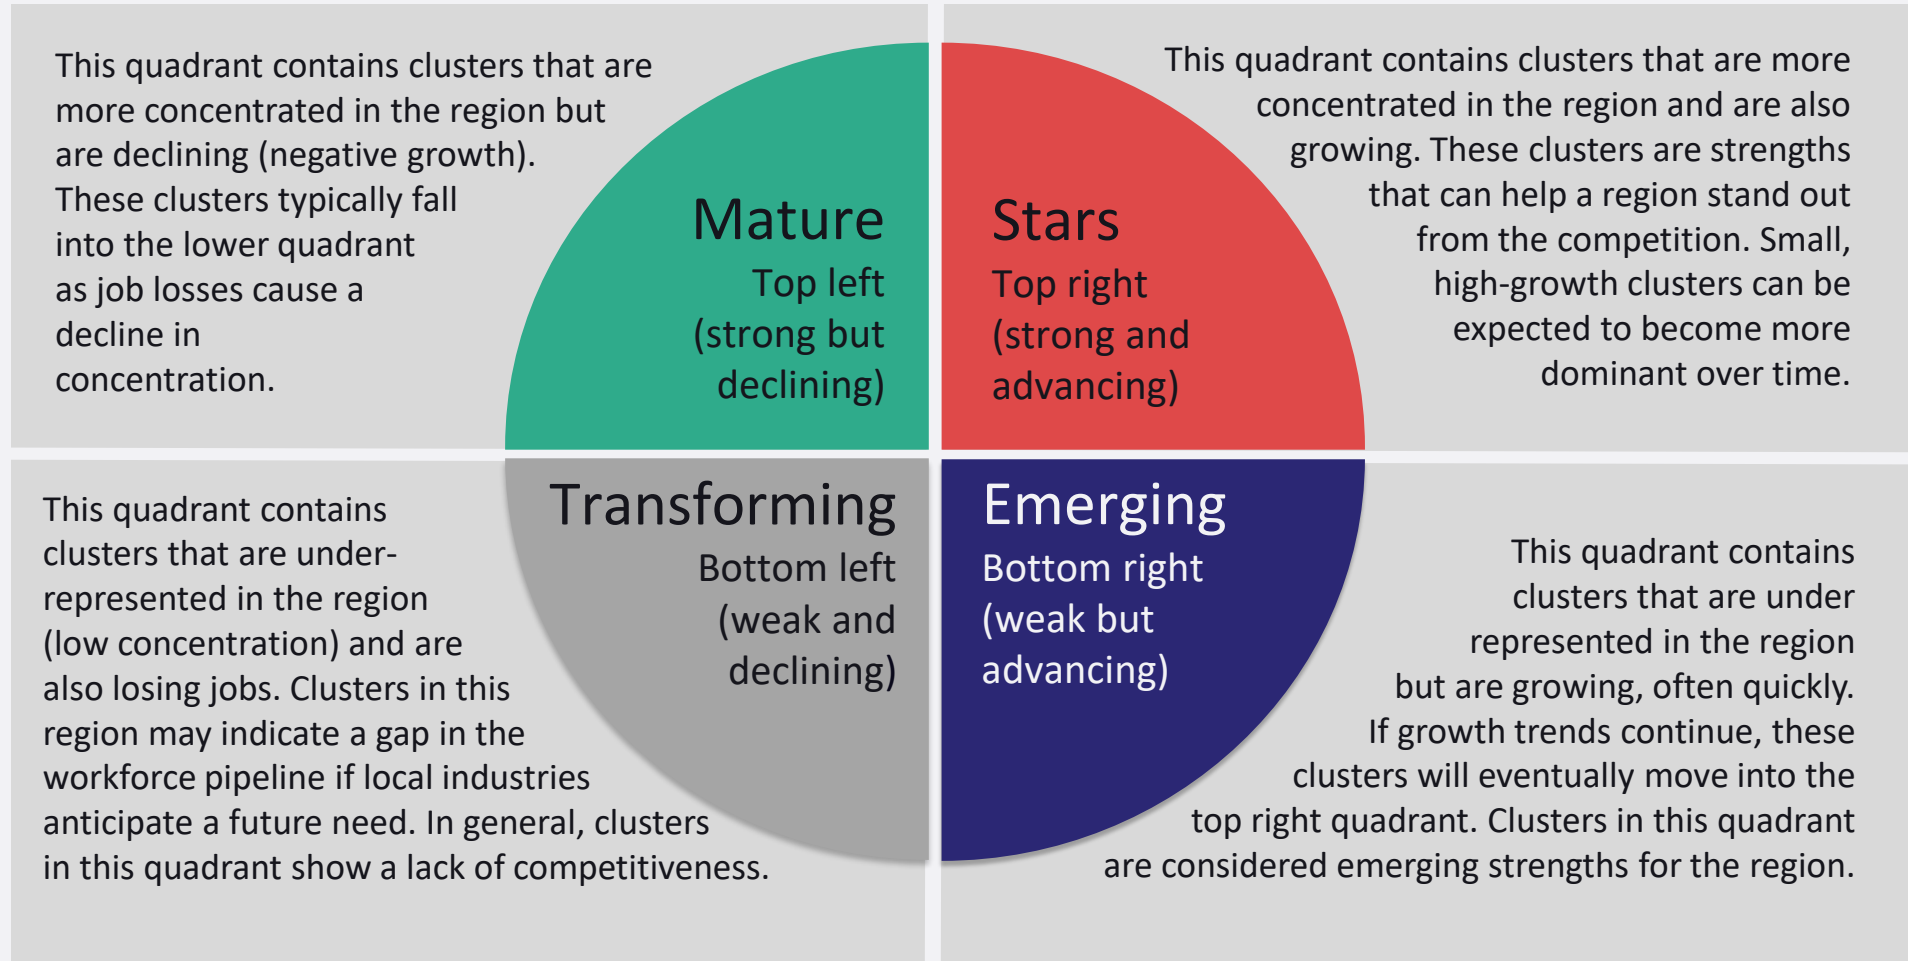 This quadrant contains clusters that are
more concentrated in the region but
are declining (negative growth).
These clusters typically fall
into the lower quadrant
as job losses cause a
decline in
concentration.
Mature
Top left
(strong but
declining)
Stars
Top right
(strong and
advancing)
This quadrant contains clusters that are more
concentrated in the region and are also
growing. These clusters are strengths
that can help a region stand out
from the competition. Small,
high-growth clusters can be
expected to become more
dominant over time.
This quadrant contains
clusters that are under-
represented in the region
(low concentration) and are
also losing jobs. Clusters in this
region may indicate a gap in the
workforce pipeline if local industries
anticipate a future need. In general, clusters
in this quadrant show a lack of competitiveness.
Transforming
Bottom left
(weak and
declining)
Emerging
Bottom right
(weak but
advancing)
This quadrant contains
clusters that are under
represented in the region
but are growing, often quickly.
If growth trends continue, these
clusters will eventually move into the
top right quadrant. Clusters in this quadrant
are considered emerging strengths for the region.